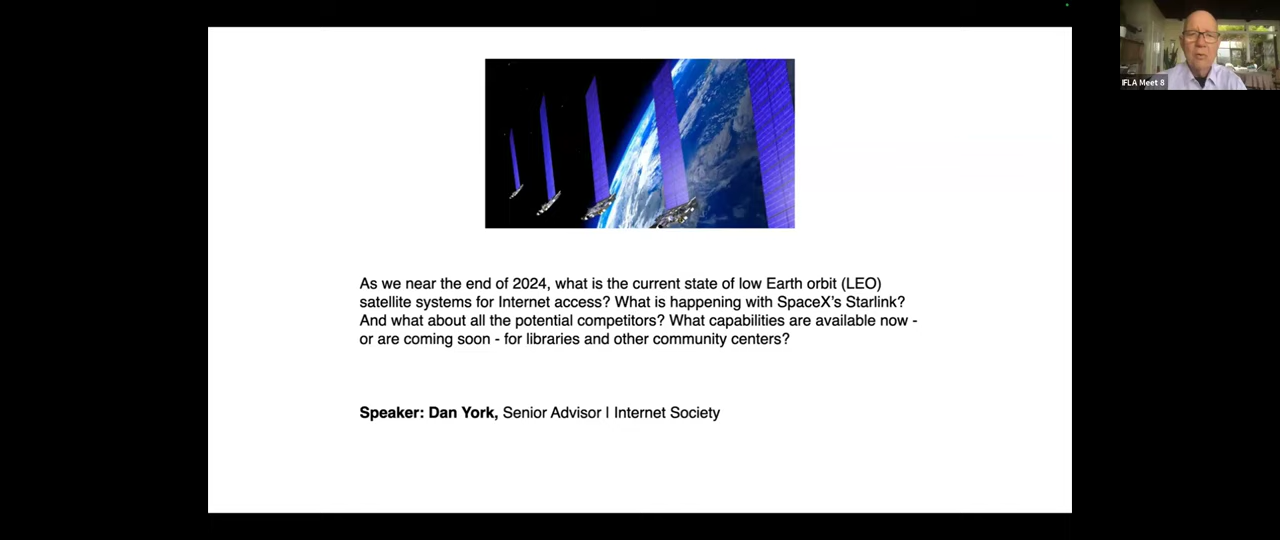 IFLA Meet 8
As we near the end of 2024, what is the current state of low Earth orbit (LEO)
satellite systems for Internet access? What is happening with SpaceX's Starlink?
And what about all the potential competitors? What capabilities are available now -
or are coming soon - for libraries and other community centers?
Speaker: Dan York, Senior Advisor | Internet Society